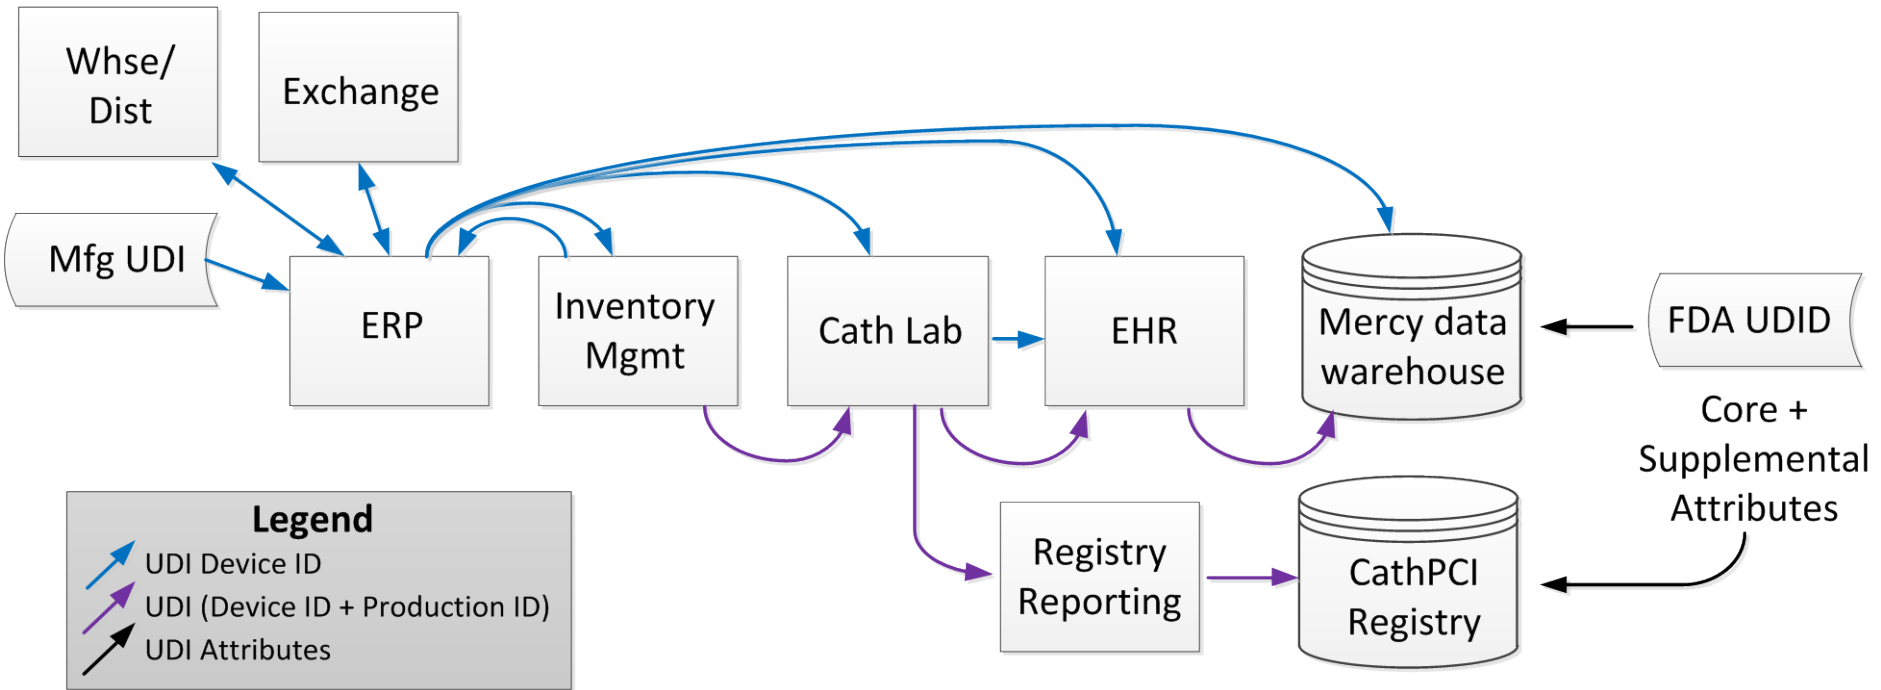 Whse/
Dist
Exchange
Mfg UDI
ERP
Inventory
Mgmt
Cath Lab
EHR
Mercy data
warehouse
FDA UDID
Core +
Supplemental
Attributes
Registry
Reporting
CathPCI
Registry
Legend
UDI Device ID
UDI (Device ID + Production ID)
UDI Attributes